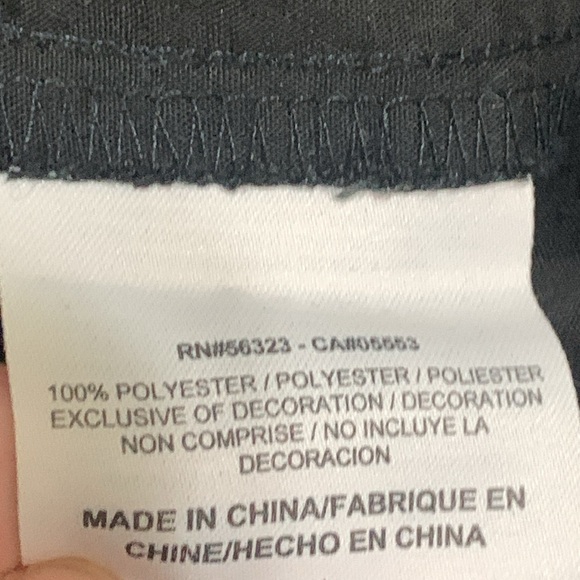 RN#56323 - CA#05553
100% POLYESTER / POLYESTER / POLIESTER
EXCLUSIVE OF DECORATION / DECORATION
NON COMPRISE / NO INCLUYE LA
DECORACION
MADE IN CHINA/FABRIQUE EN
CHINE/HECHO EN CHINA